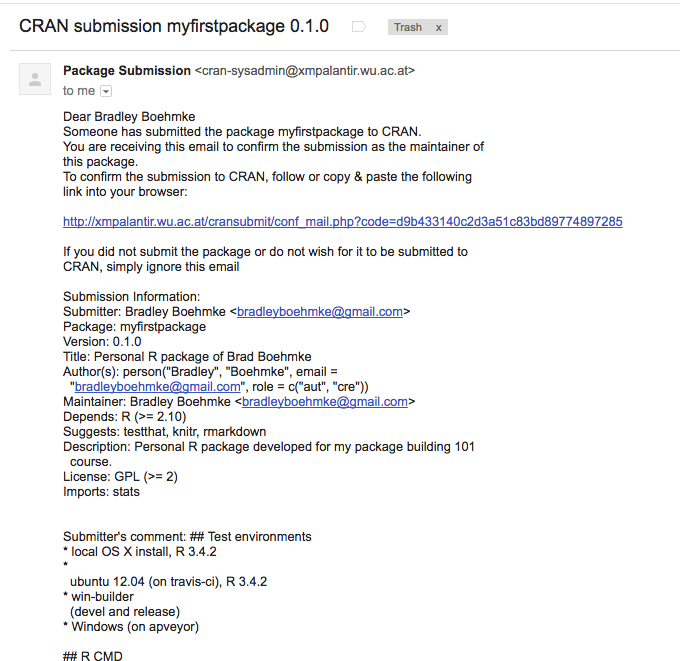 CRAN submission myfirstpackage 0.1.0
Trash x
Package Submission <cran-sysadmin@xmpalantir.wu.ac.at>
to me
Dear Bradley Boehmke
Someone has submitted the package myfirstpackage to CRAN.
You are receiving this email to confirm the submission as the maintainer of
this package.
To confirm the submission to CRAN, follow or copy & paste the following
link into your browser:
http://xmpalantir.wu.ac.at/cransubmit/conf_mail.php?code=d9b433140c2d3a51c83bd89774897285
If you did not submit the package or do not wish for it to be submitted to
CRAN, simply ignore this email
Submission Information:
Submitter: Bradley Boehmke <bradleyboehmke@gmail.com>
Package: myfirstpackage
Version: 0.1.0
Title: Personal R package of Brad Boehmke
Author(s): person("Bradley", "Boehmke", email =
"bradleyboehmke@gmail.com", role = c("aut", "cre"))
Maintainer: Bradley Boehmke <bradleyboehmke@gmail.com>
Depends: R (>= 2.10)
Suggests: testthat, knitr, rmarkdown
Description: Personal R package developed for my package building 101
course.
License: GPL (>= 2)
Imports: stats
Submitter's comment: ## Test environments
* local OS X install, R 3.4.2
*
ubuntu 12.04 (on travis-ci), R 3.4.2
* win-builder
(devel and release)
* Windows (on apveyor)
## R CMD